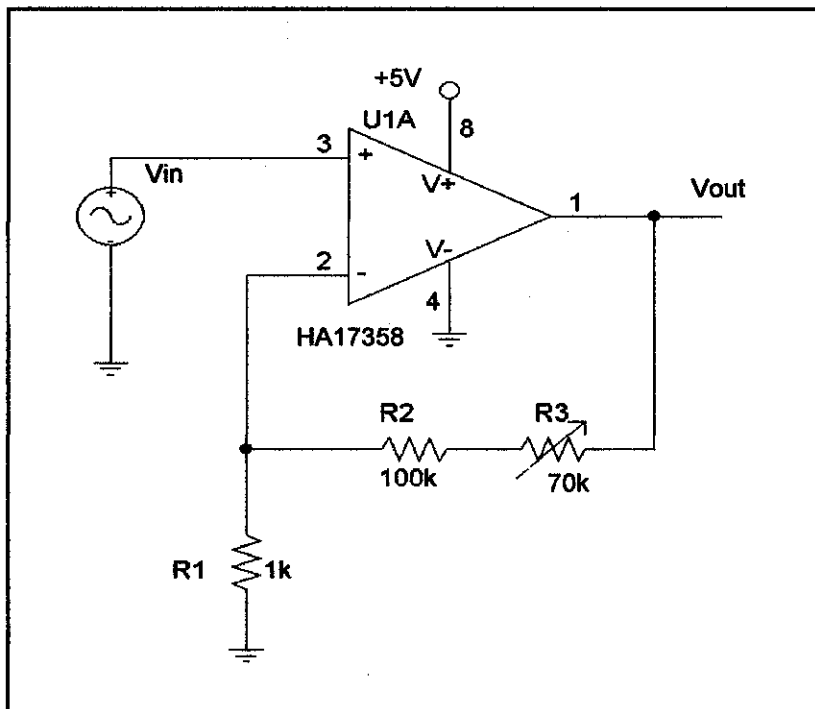 +5V
U1A
8
3
+
Vin
+
V+
1
Vout
V-
-
2
-
4
HA17358
R2
R3
100k
70k
R1
1k